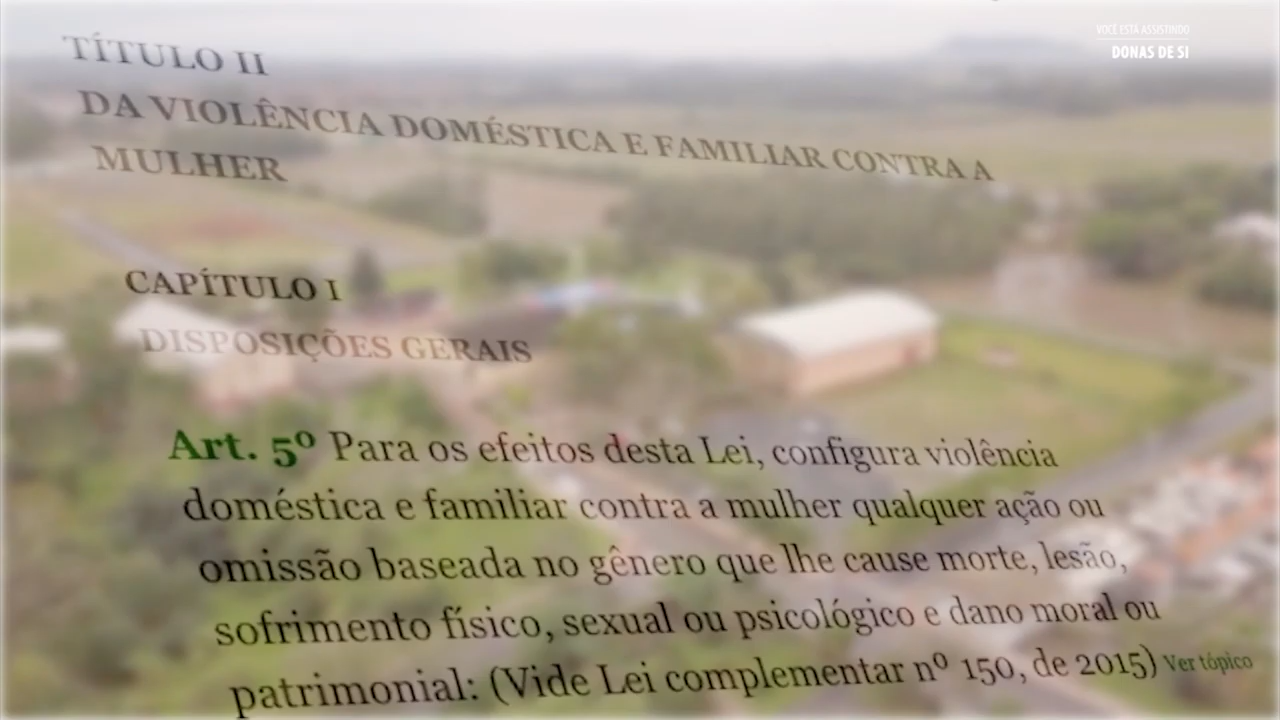 VOCÊ ESTÁ ASSISTINDO
DONAS DE SI
TÍTULO II
DA VIOLÊNCIA DOMÉSTICA E FAMILIAR CONTRA A
MULHER
CAPÍTULO I
DISPOSIÇÕES GERAIS
Art. 5º Para os efeitos desta Lei, configura violência
doméstica e familiar contra a mulher qualquer ação ou
omissão baseada no gênero que lhe cause morte, lesão,
sofrimento físico, sexual ou psicológico e dano moral ou
patrimonial: (Vide Lei complementar nº 150, de 2015) Ver tópico